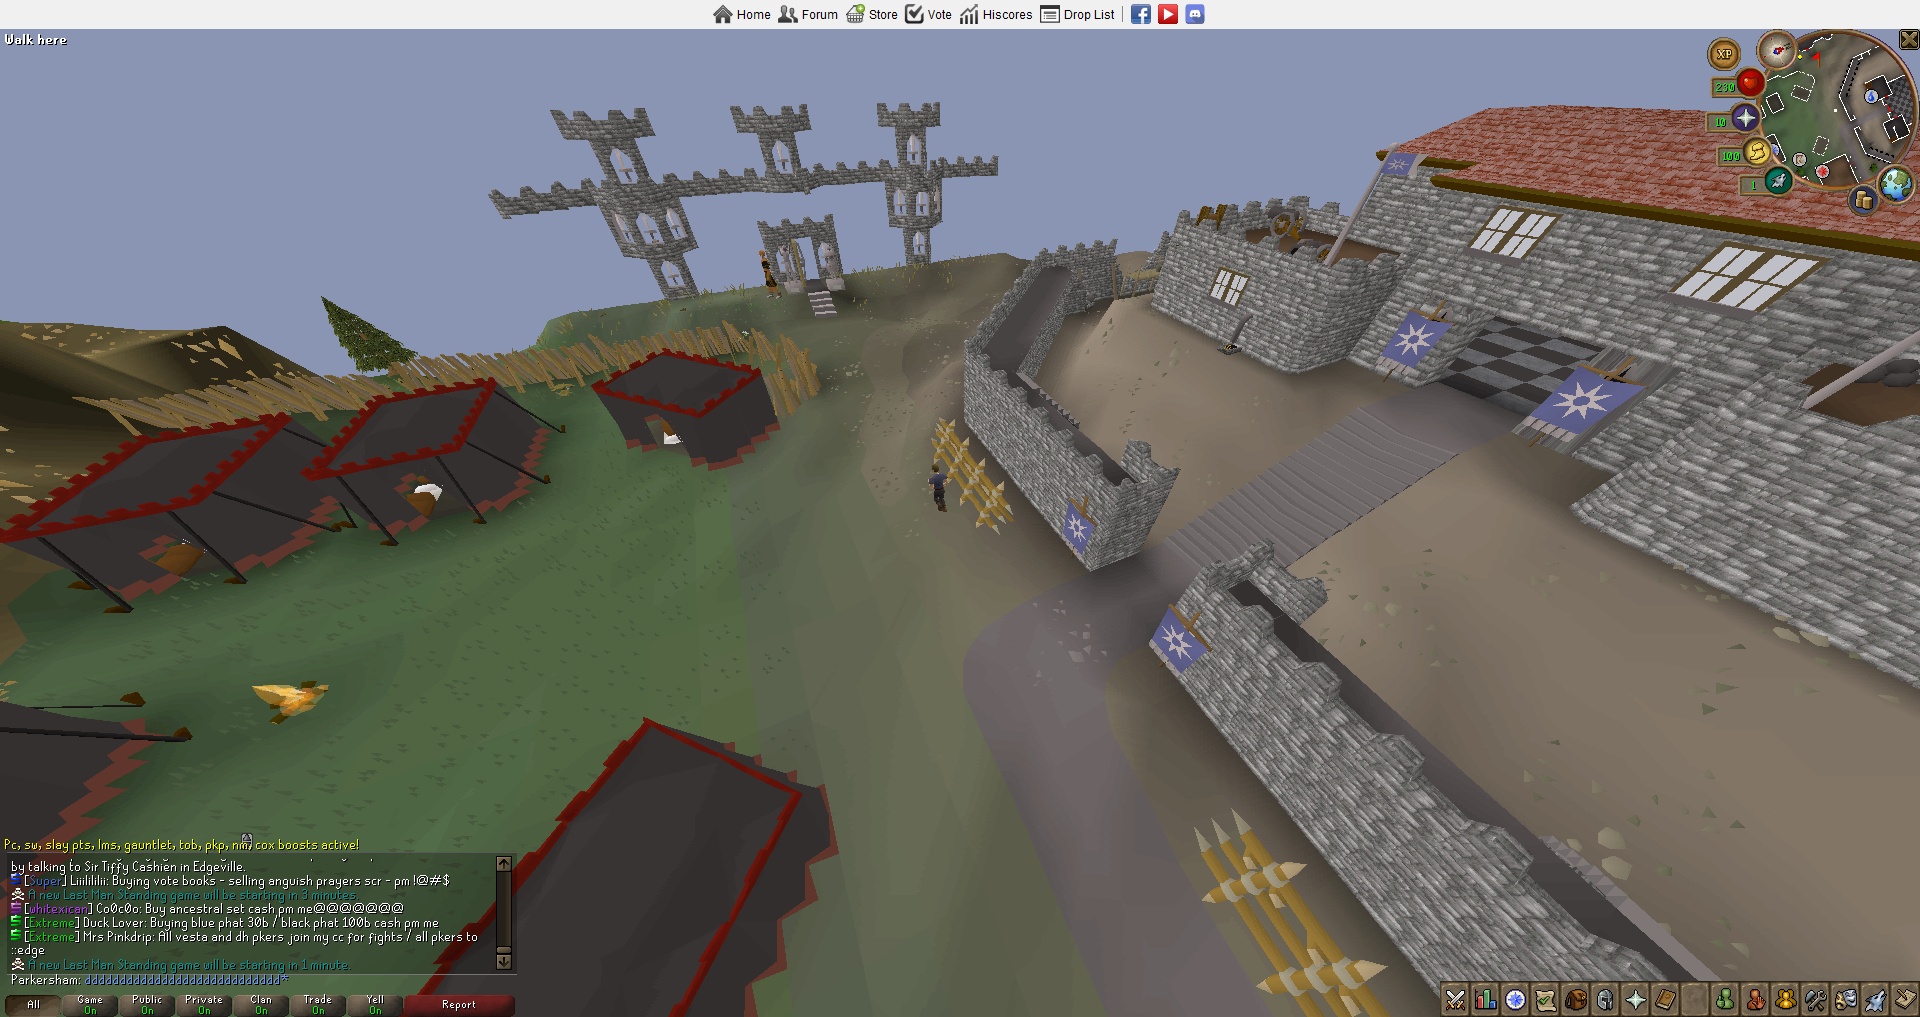 Home Forum Store Vote Hiscores Drop List
Walk here
XP
230
10
100
1
Pc, sw, slay pts, lms, gauntlet, tob, pkp, nm, cox boosts active!
by talking to Sir Tiffy Cashien in Edgeville.
[Super] Liiilililii: Buying vote books - selling anguish prayers scr - pm !@#$
A new Last Man Standing game will be starting in 3 minutes.
[whitexican] Co0c0o: Buy ancestral set cash pm me@@@@@@@
[Extreme] Duck Lover: Buying blue phat 30b / black phat 100b cash pm me
[Extreme] Mrs Pinkdrip: All vesta and dh pkers join my cc for fights / all pkers to
::edge
A new Last Man Standing game will be starting in 1 minute.
Parkersham: dddddddddddddddddddddddddddd*
All Game On Public On Private On Clan On Trade On Yell On Report